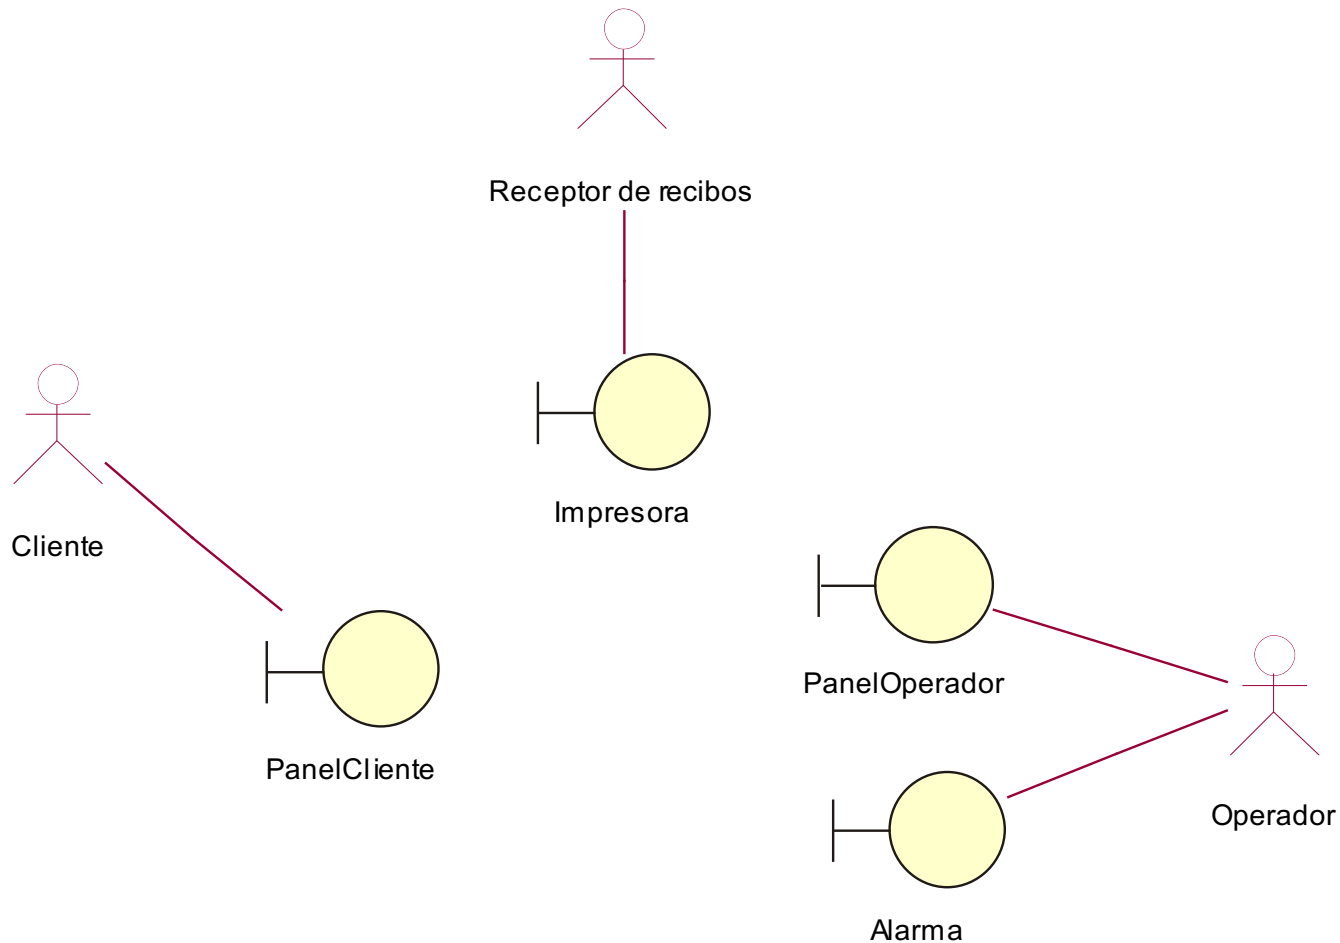 Receptor de recibos
Impresora
Cliente
PanelOperador
PanelCliente
Operador
Alarma